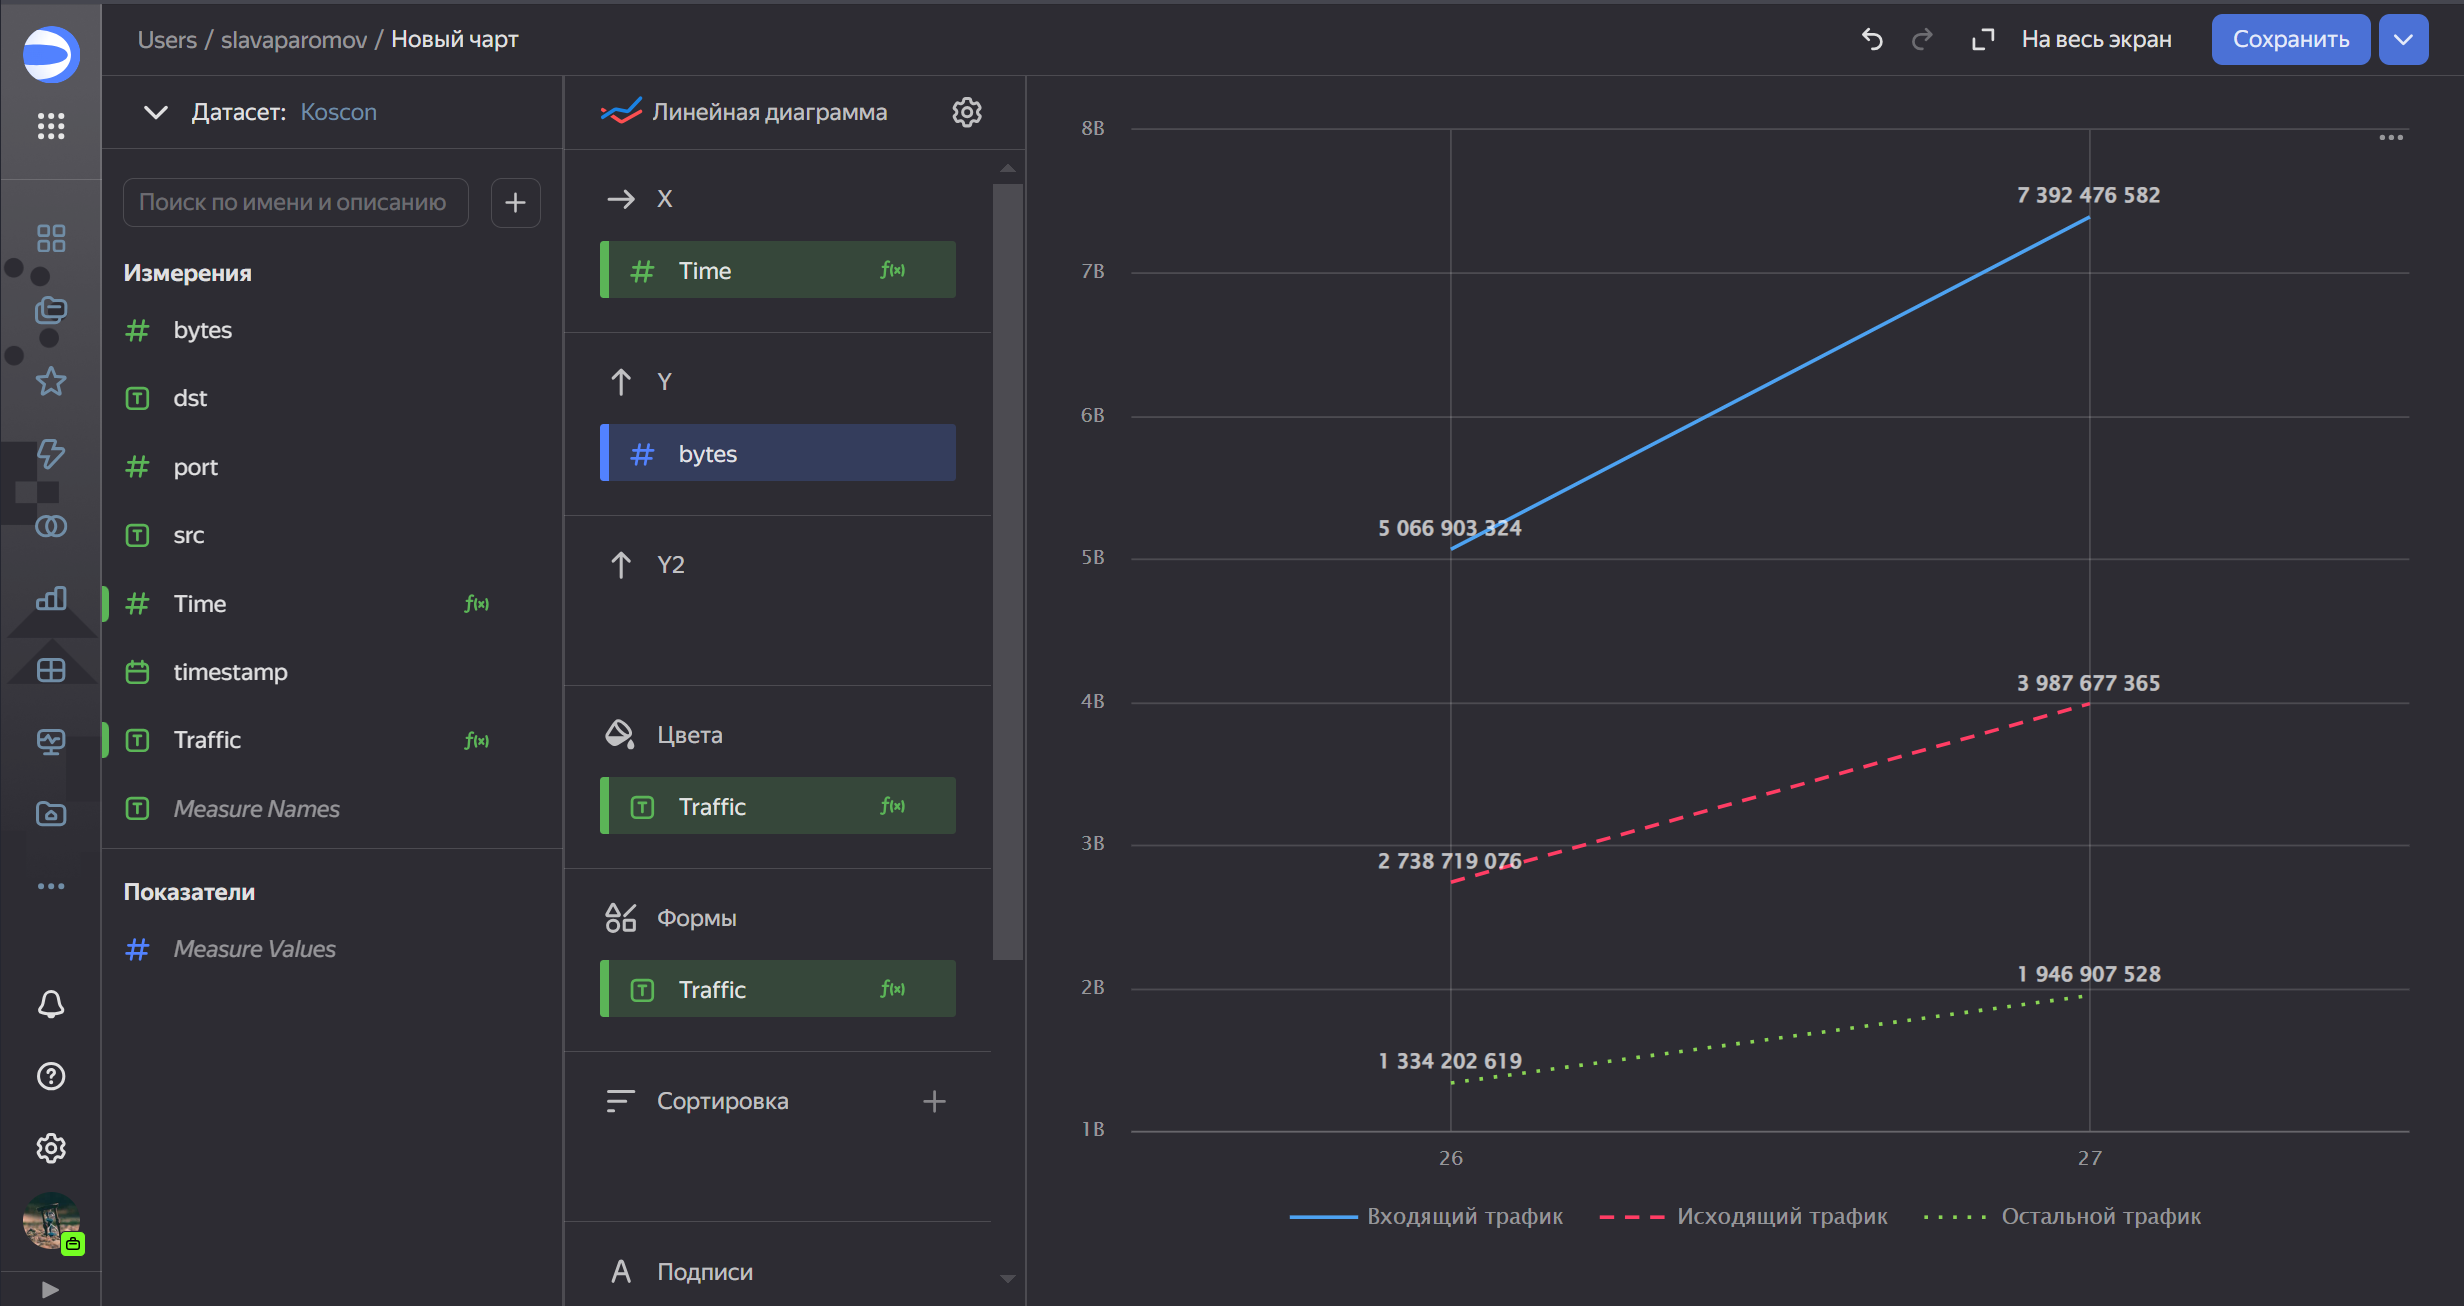 Users / slavaparomov / Новый чарт
На весь экран
Сохранить
Датасет: Koscon
Поиск по имени и описанию
Измерения
bytes
dst
port
src
Time
timestamp
Traffic
Measure Names
Показатели
Measure Values
Линейная диаграмма
X
Time
Y
bytes
Y2
Цвета
Traffic
Формы
Traffic
Сортировка
Подписи
8B
7B
6B
5B
4B
3B
2B
1B
7 392 476 582
5 066 903 324
3 987 677 365
2 738 719 076
1 946 907 528
1 334 202 619
26
27
Входящий трафик
Исходящий трафик
Остальной трафик